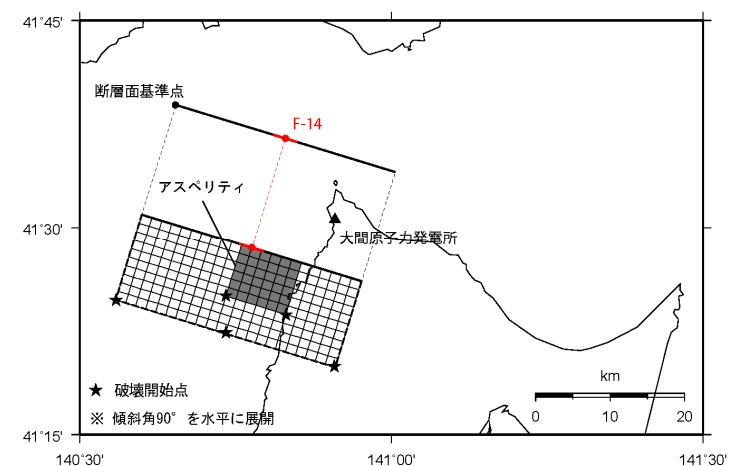 41°45'
断層面基準点
F-14
アスペリティ
41°30'
大間原子力発電所
km
★ 破壊開始点
0 10 20
※ 傾斜角90°を水平に展開
41°15'
140°30' 141°00' 141°30'